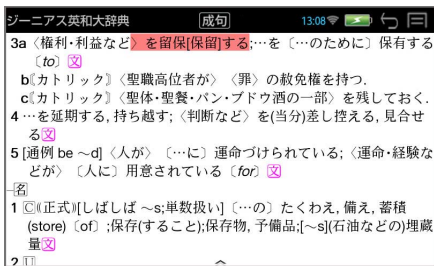 ジーニアス英和大辞典 成句 13:08
3a 〈権利・利益など〉を留保[保留]する;…を〔…のために〕保有する
〔to〕文
b〖カトリック〗〈聖職高位者が〉〈罪〉の赦免権を持つ.
c〖カトリック〗〈聖体・聖餐・パン・ブドウ酒の一部〉を残しておく.
4 …を延期する, 持ち越す; 〈判断など〉を(当分)差し控える, 見合せ
る文
5 [通例 be ～d]〈人が〉〔…に〕運命づけられている;〈運命・経験な
どが〉〔人に〕用意されている〔for〕文
─名
1 C《正式》[しばしば ～s;単数扱い]〔…の〕たくわえ, 備え, 蓄積
(store)〔of〕;保存(すること);保存物, 予備品;[～s](石油などの)埋蔵
量文
2 U